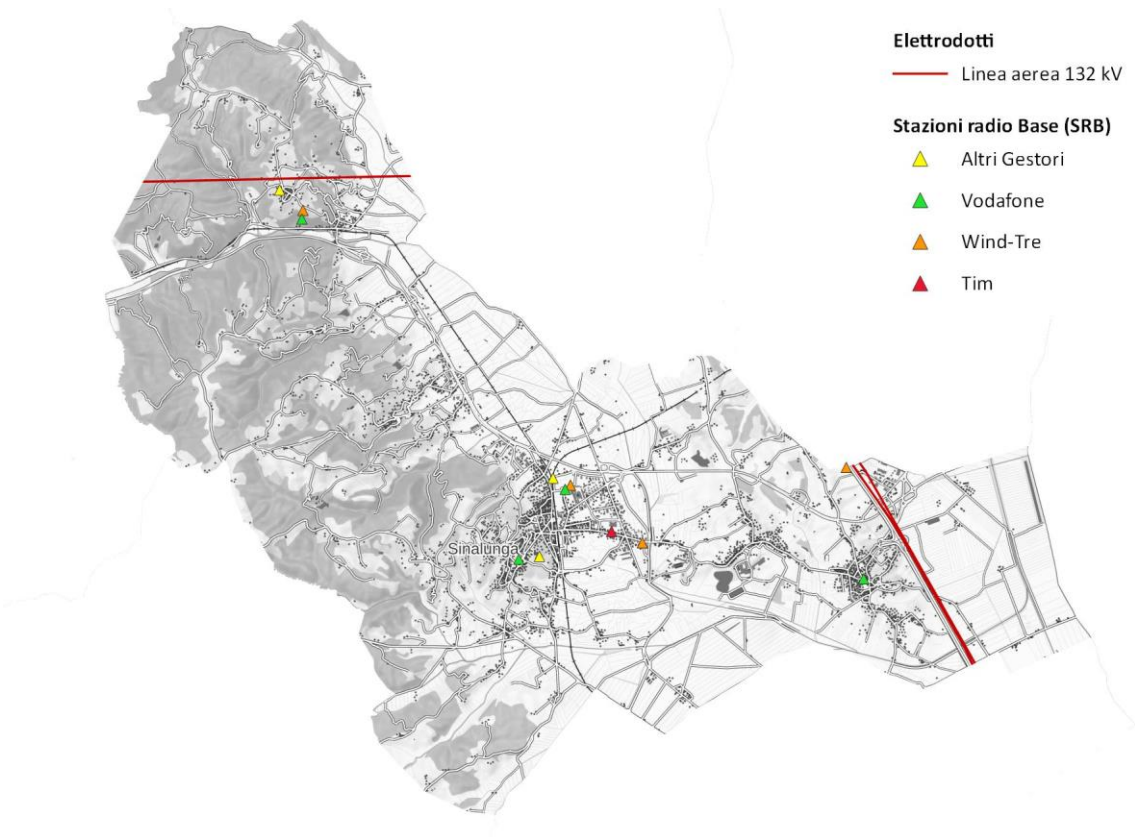 Elettrodotti
Linea aerea 132 kV
Stazioni radio Base (SRB)
Altri Gestori
Vodafone
Wind-Tre
Tim
Sinalunga